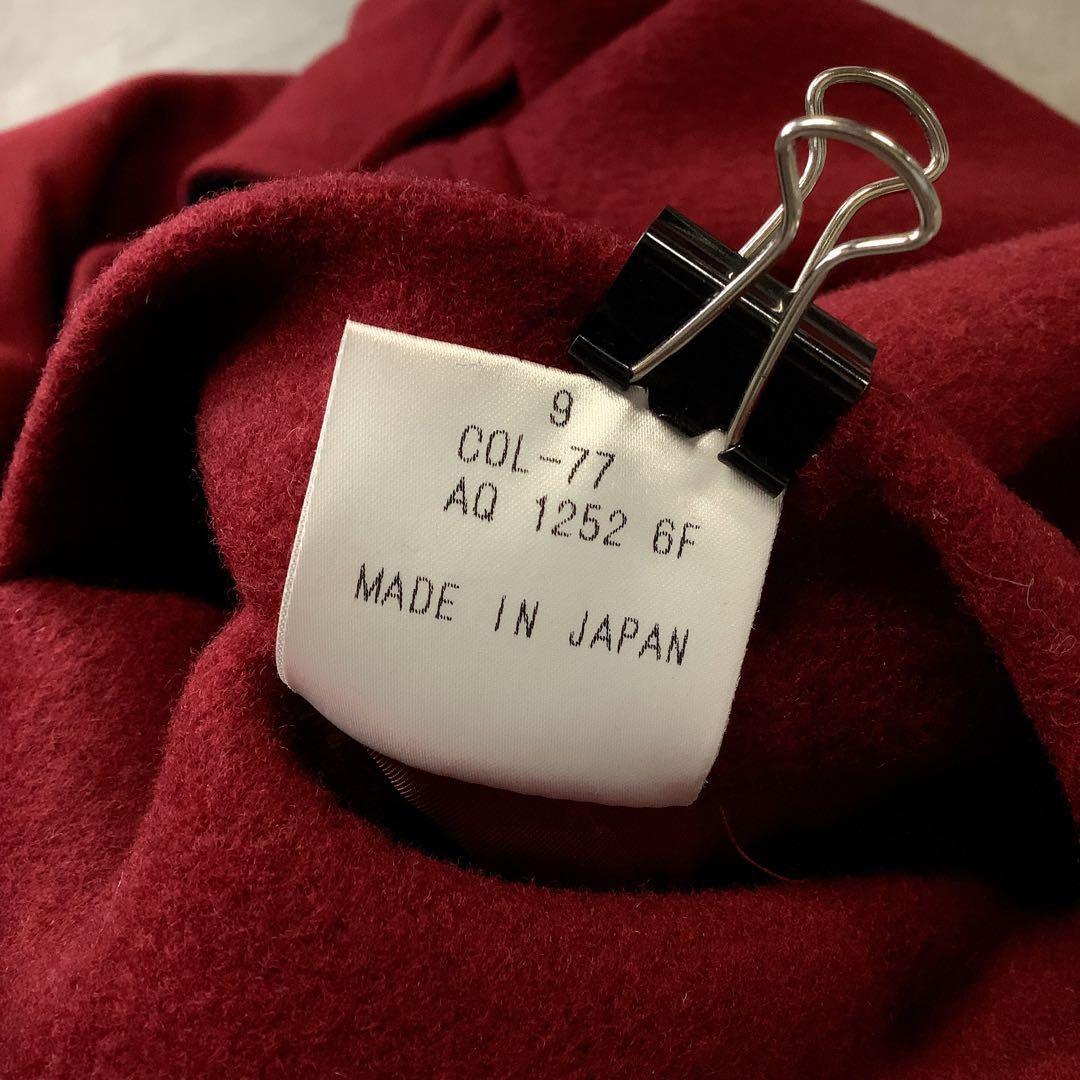 9
COL-77
AQ 1252 6F
MADE IN JAPAN